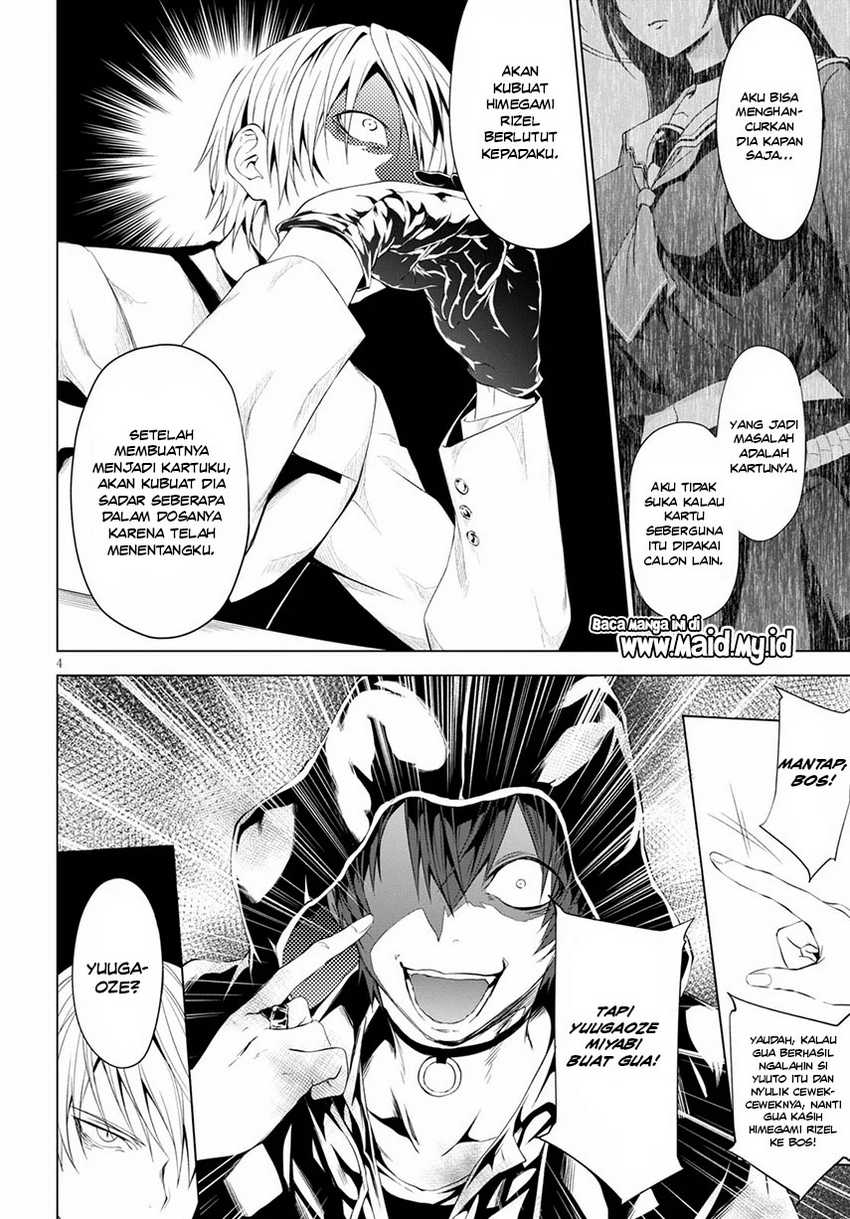 AKU BISA
MENGHAN-
CURKAN
DIA KAPAN
SAJA...
YANG JADI
MASALAH
ADALAH
KARTUNYA.
AKU TIDAK
SUKA KALAU
KARTU
SEBERGUNA
ITU DIPAKAI
CALON LAIN.
AKAN
KUBUAT
HIMEGAMI
RIZEL
BERLUTUT
KEPADAKU.
SETELAH
MEMBUATNYA
MENJADI KARTUKU,
AKAN KUBUAT DIA
SADAR SEBERAPA
DALAM DOSANYA
KARENA TELAH
MENENTANGKU.
Baca Manga ini di
www.Maid.My.id
4
MANTAP,
BOS!
YAUDAH, KALAU
GUA BERHASIL
NGALAHIN SI
YUUTO ITU DAN
NYULIK CEWEK-
CEWEKNYA, NANTI
GUA KASIH
HIMEGAMI RIZEL
KE BOS!
TAPI
YUUGAOZE
MIYABI
BUAT GUA!
YUUGA-
OZE?